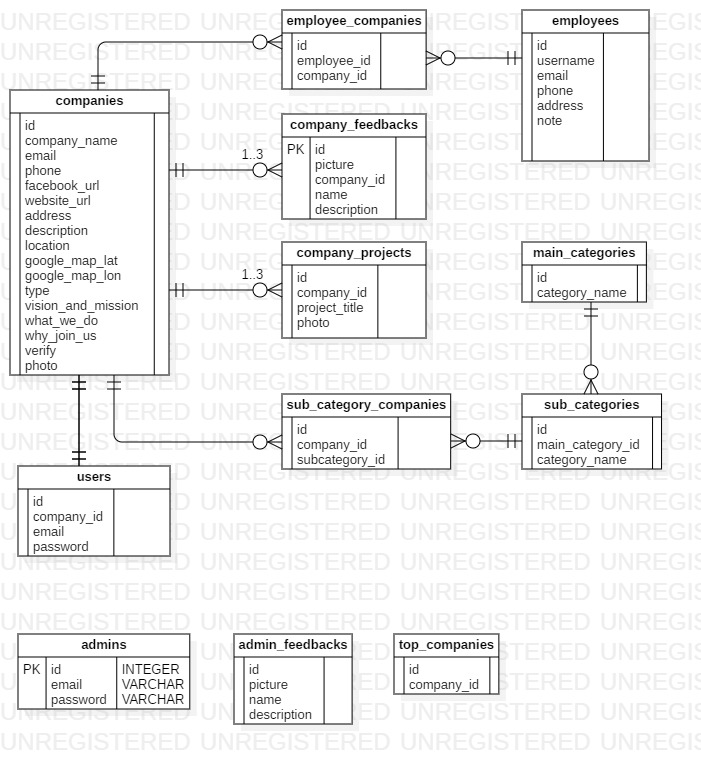 employee_companies
id
employee_id
company_id
employees
id
username
email
phone
address
note
companies
id
company_name
email
phone
facebook_url
website_url
address
description
location
google_map_lat
google_map_lon
type
vision_and_mission
what_we_do
why_join_us
verify
photo
company_feedbacks
1..3
PK id
picture
company_id
name
description
company_projects
1..3
id
company_id
project_title
photo
main_categories
id
category_name
sub_category_companies
id
company_id
subcategory_id
sub_categories
id
main_category_id
category_name
users
id
company_id
email
password
admins
PK id INTEGER
email VARCHAR
password VARCHAR
admin_feedbacks
id
picture
name
description
top_companies
id
company_id
UNREGISTERED